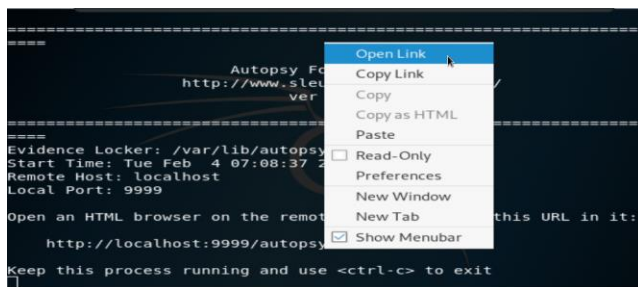 ================================================================================
====
Autopsy Fo
http://www.sleu /
ver
================================================================================
====
Evidence Locker: /var/lib/autopsy
Start Time: Tue Feb 4 07:08:37 2
Remote Host: localhost
Local Port: 9999
Open an HTML browser on the remot this URL in it:
http://localhost:9999/autopsy
Keep this process running and use <ctrl-c> to exit
Open Link
Copy Link
Copy
Copy as HTML
Paste
Read-Only
Preferences
New Window
New Tab
Show Menubar